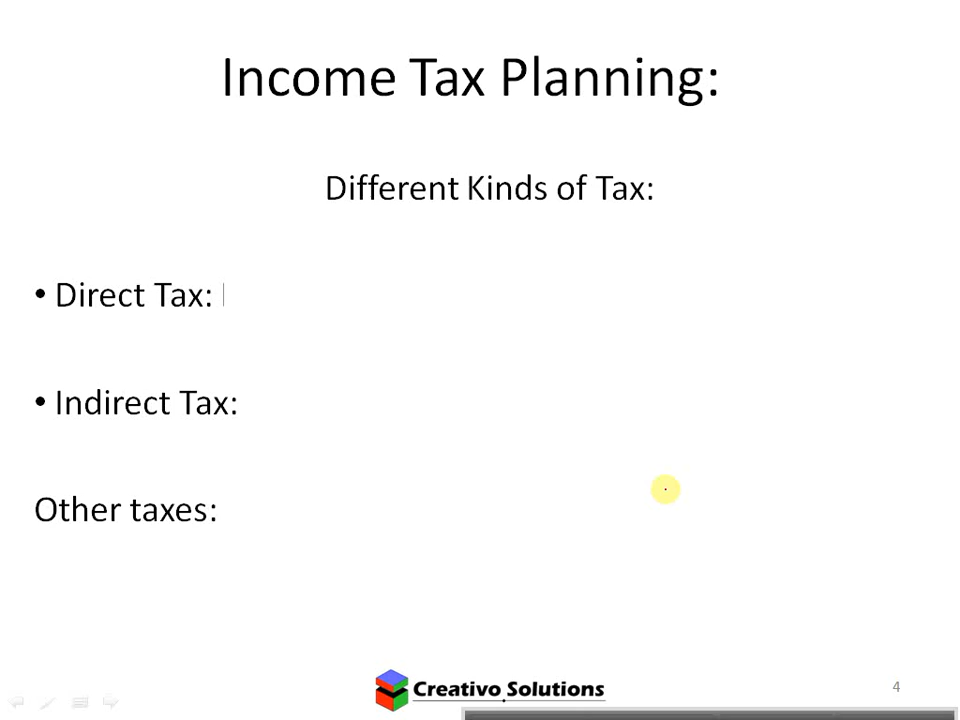 Income Tax Planning:
Different Kinds of Tax:
• Direct Tax:
• Indirect Tax:
Other taxes:
Creativo Solutions
4